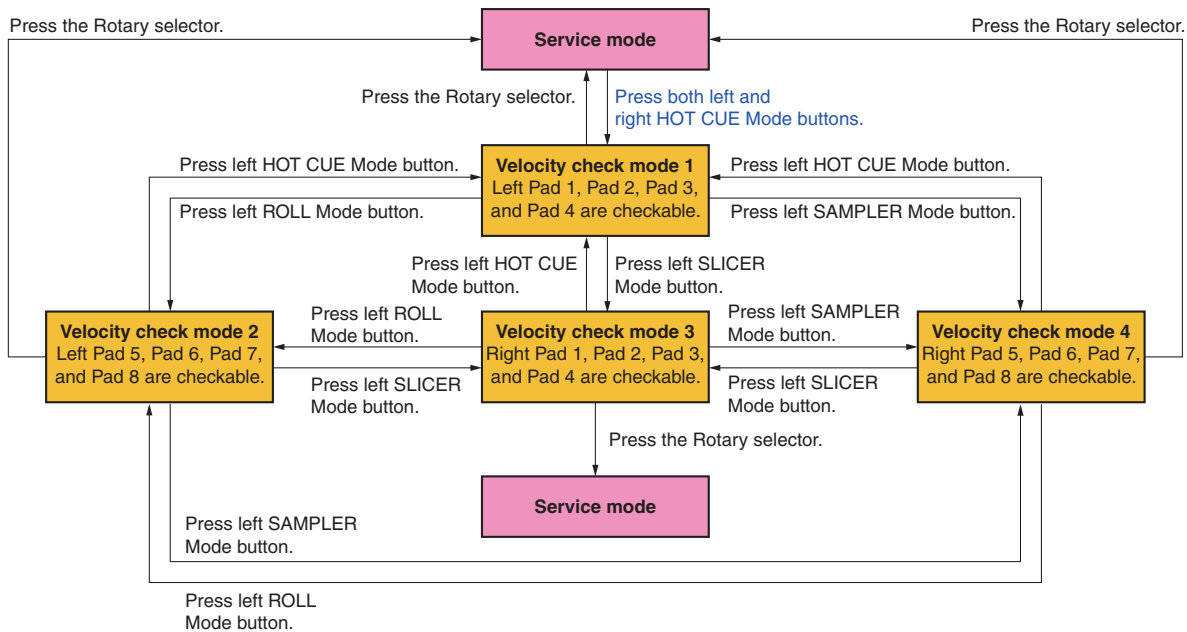 Press the Rotary selector.
Service mode
Press the Rotary selector.
Press the Rotary selector.
Press both left and
right HOT CUE Mode buttons.
Press left HOT CUE Mode button.
Velocity check mode 1
Left Pad 1, Pad 2, Pad 3,
and Pad 4 are checkable.
Press left HOT CUE Mode button.
Press left ROLL Mode button.
Press left SAMPLER Mode button.
Press left HOT CUE
Mode button.
Press left SLICER
Mode button.
Velocity check mode 2
Left Pad 5, Pad 6, Pad 7,
and Pad 8 are checkable.
Press left ROLL
Mode button.
Press left SLICER
Mode button.
Velocity check mode 3
Right Pad 1, Pad 2, Pad 3,
and Pad 4 are checkable.
Press left SAMPLER
Mode button.
Press left SLICER
Mode button.
Velocity check mode 4
Right Pad 5, Pad 6, Pad 7,
and Pad 8 are checkable.
Press the Rotary selector.
Service mode
Press left SAMPLER
Mode button.
Press left ROLL
Mode button.